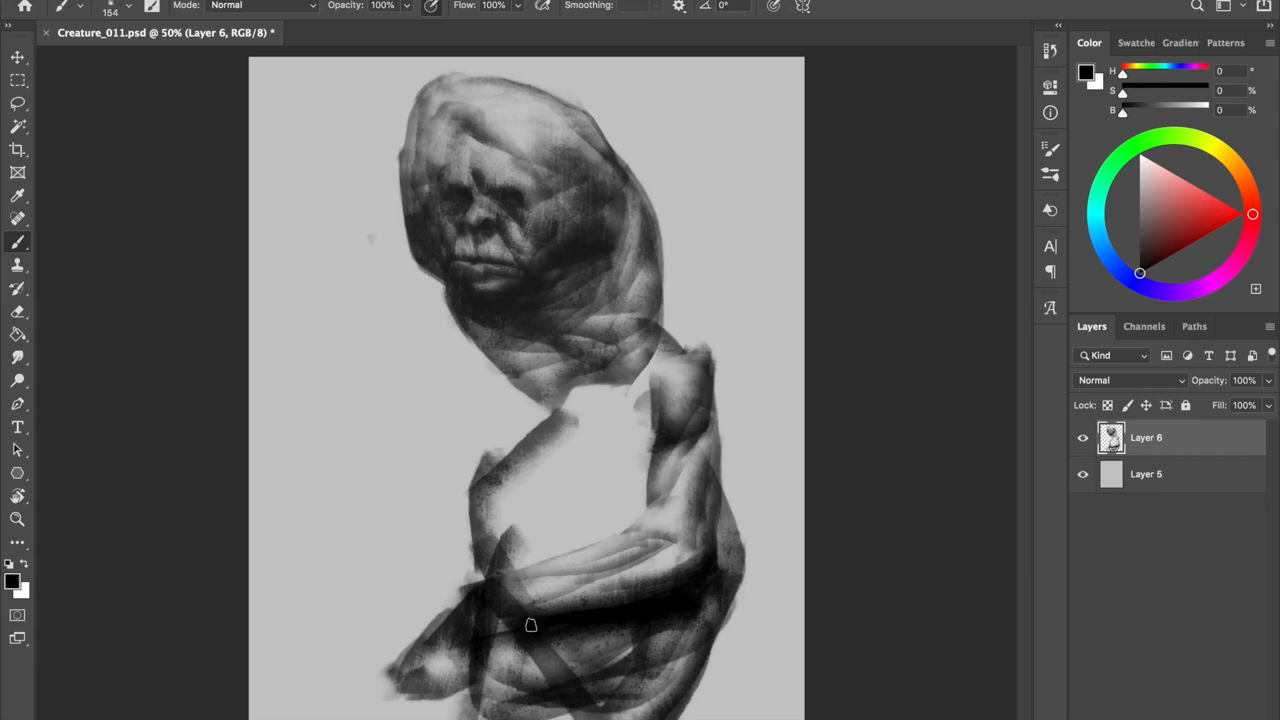 154
Mode: Normal
Opacity: 100%
Flow: 100%
Smoothing:
0°
Creature_011.psd @ 50% (Layer 6, RGB/8) *
Color
Swatche
Gradien
Patterns
H 0 °
S 0 %
B 0 %
Layers
Channels
Paths
Kind
Normal
Opacity: 100%
Lock:
Fill: 100%
Layer 6
Layer 5